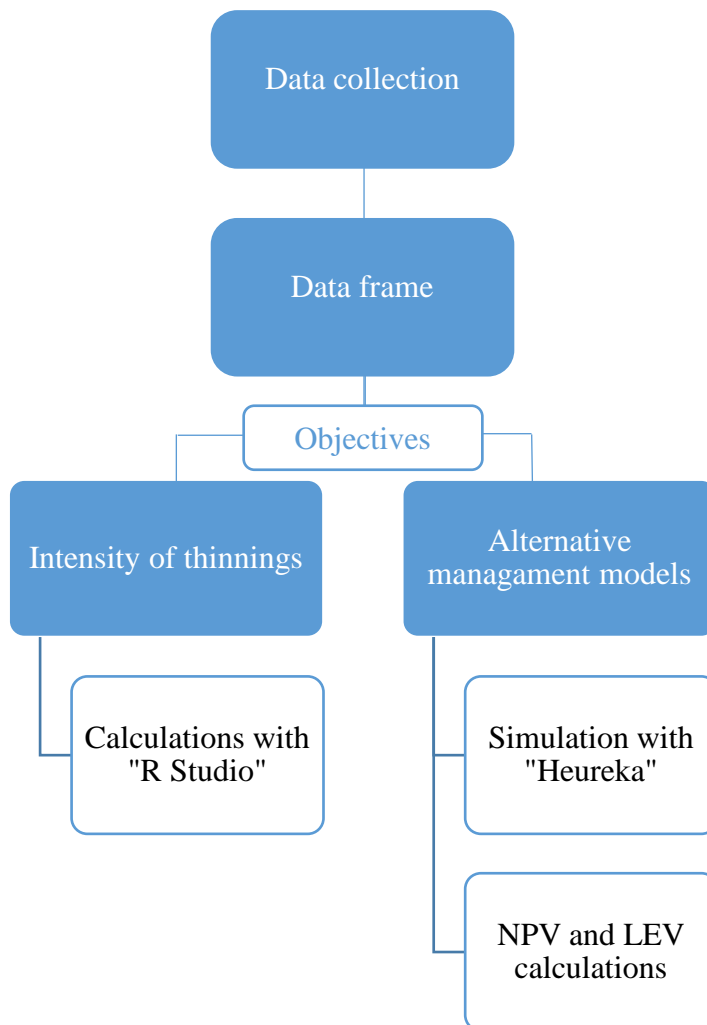 Data collection
Data frame
Objectives
Intensity of thinnings
Alternative
managament models
Calculations with
"R Studio"
Simulation with
"Heureka"
NPV and LEV
calculations